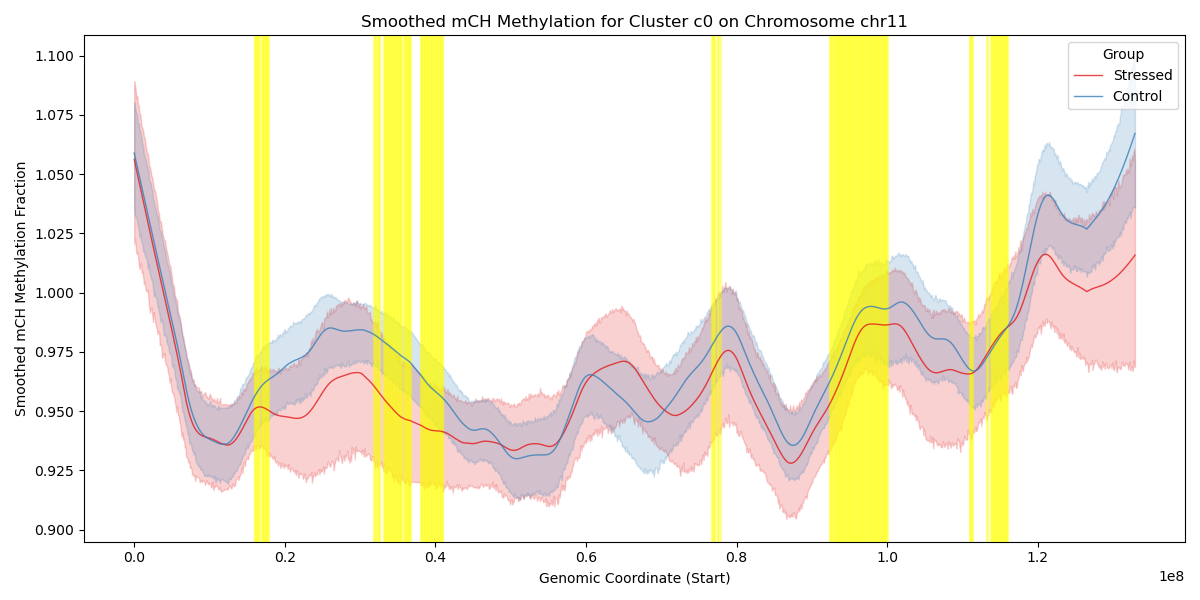 Smoothed mCH Methylation for Cluster c0 on Chromosome chr11
Smoothed mCH Methylation Fraction
1.100
1.075
1.050
1.025
1.000
0.975
0.950
0.925
0.900
Group
Stressed
Control
0.0 0.2 0.4 0.6 0.8 1.0 1.2
1e8
Genomic Coordinate (Start)